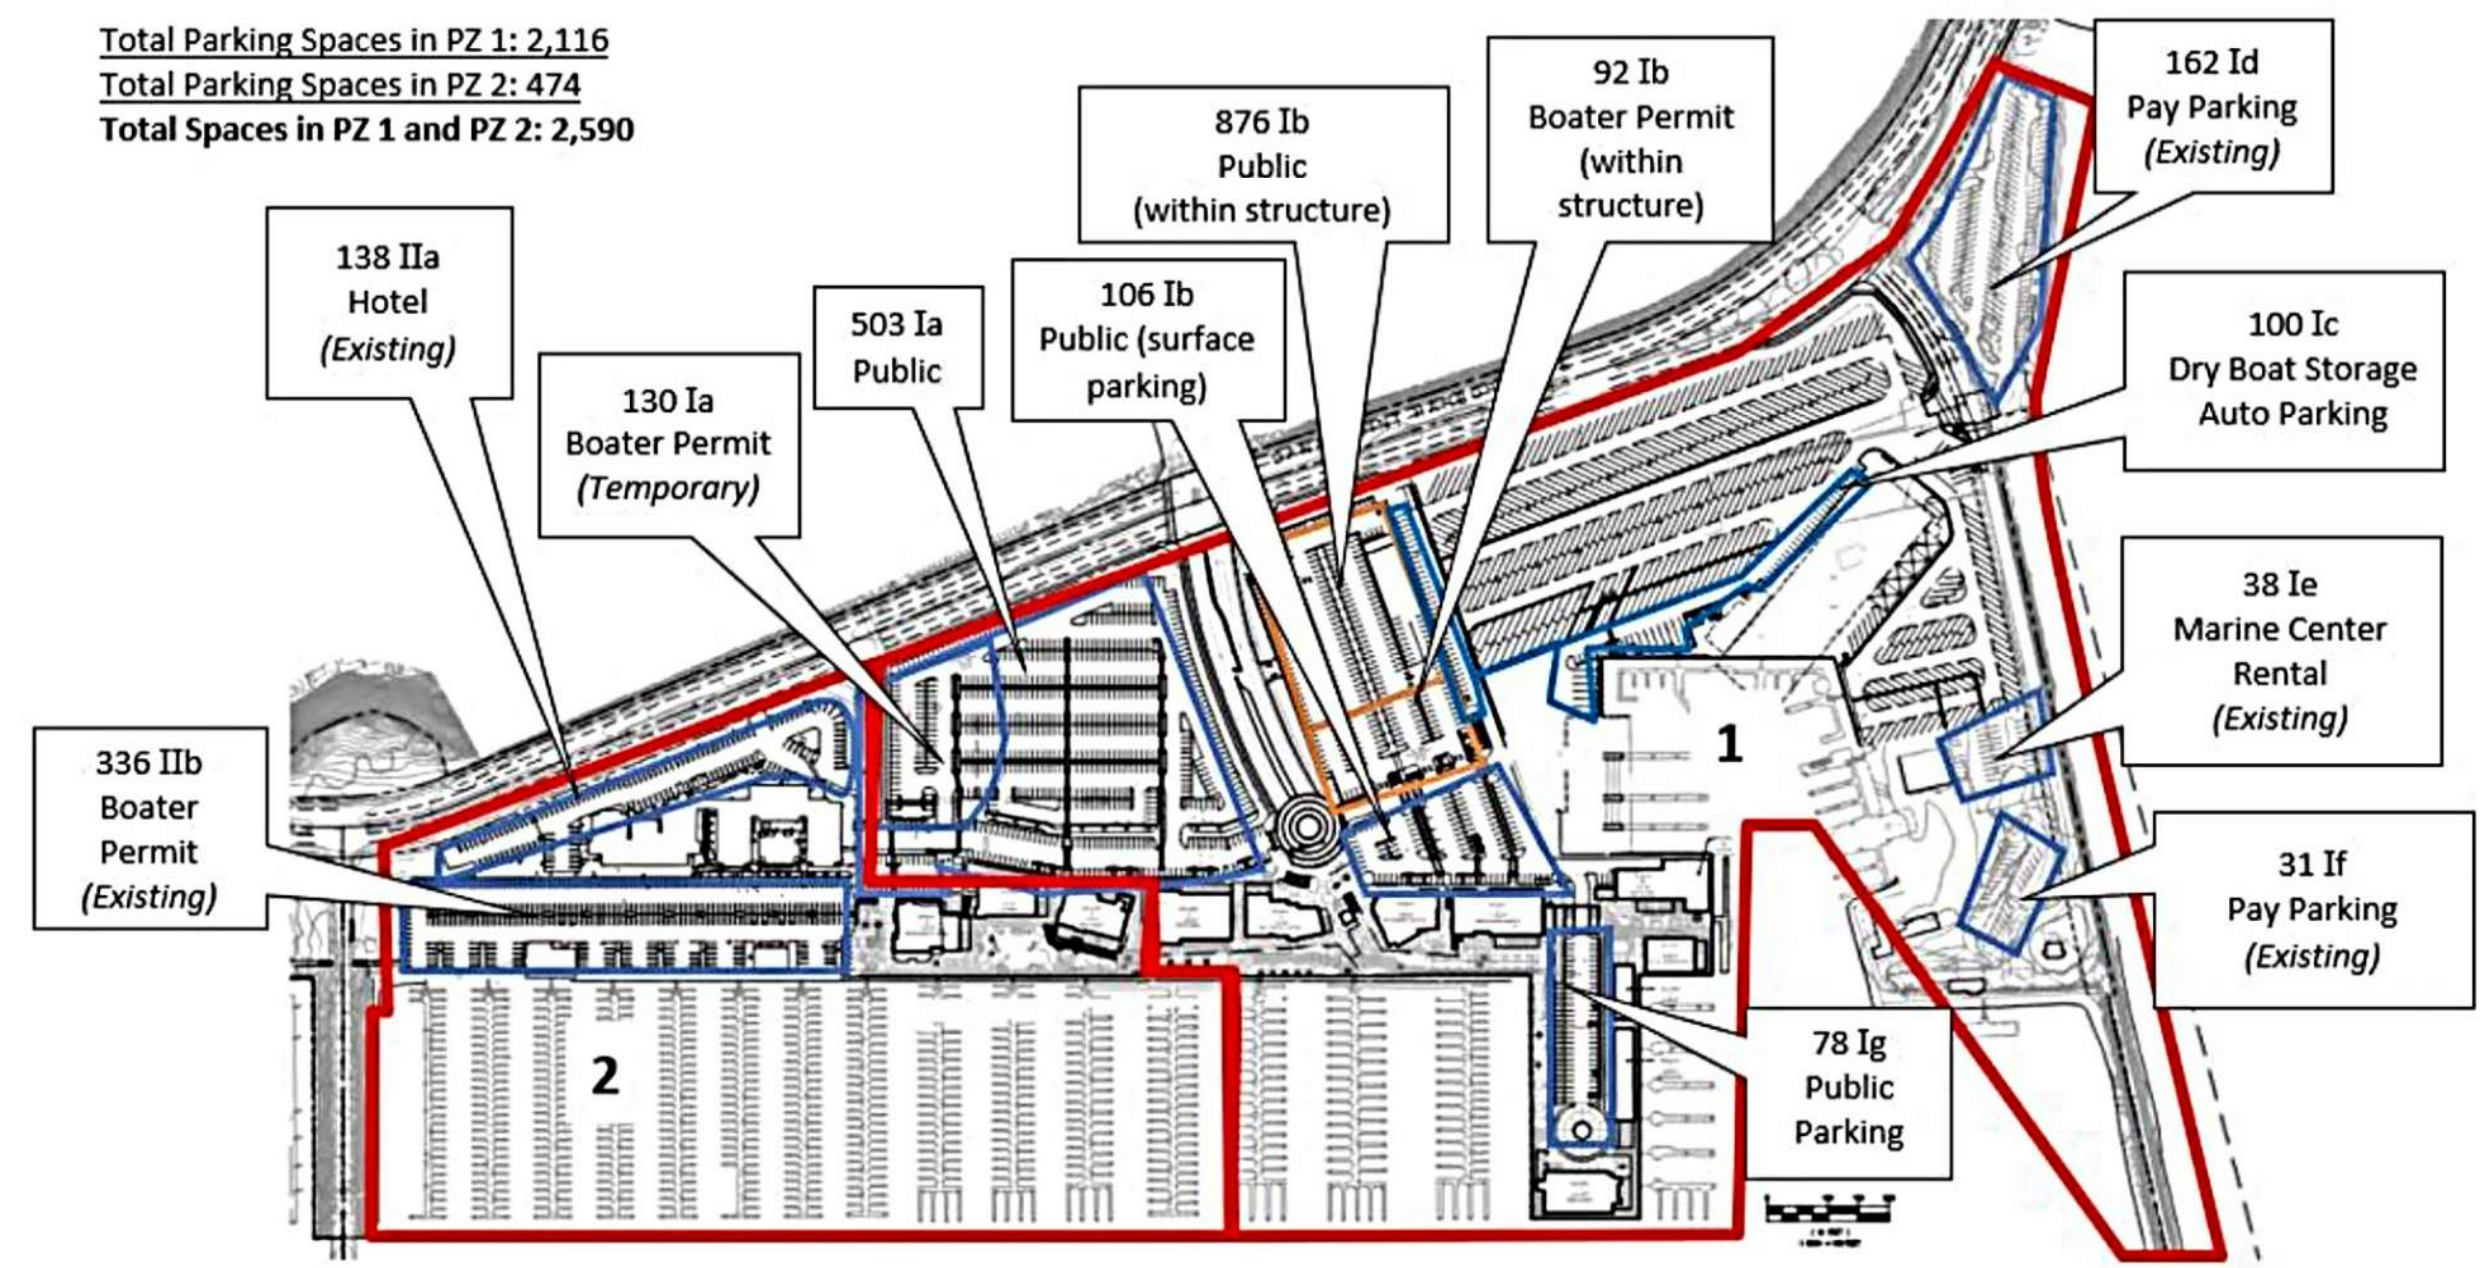 Total Parking Spaces in PZ 1: 2,116
Total Parking Spaces in PZ 2: 474
Total Spaces in PZ 1 and PZ 2: 2,590
162 Id
Pay Parking
(Existing)
92 Ib
Boater Permit
(within
structure)
876 Ib
Public
(within structure)
138 IIa
Hotel
(Existing)
106 Ib
Public (surface
parking)
503 Ia
Public
100 Ic
Dry Boat Storage
Auto Parking
130 Ia
Boater Permit
(Temporary)
38 Ie
Marine Center
Rental
(Existing)
336 IIb
Boater
Permit
(Existing)
1
31 If
Pay Parking
(Existing)
2
78 Ig
Public
Parking